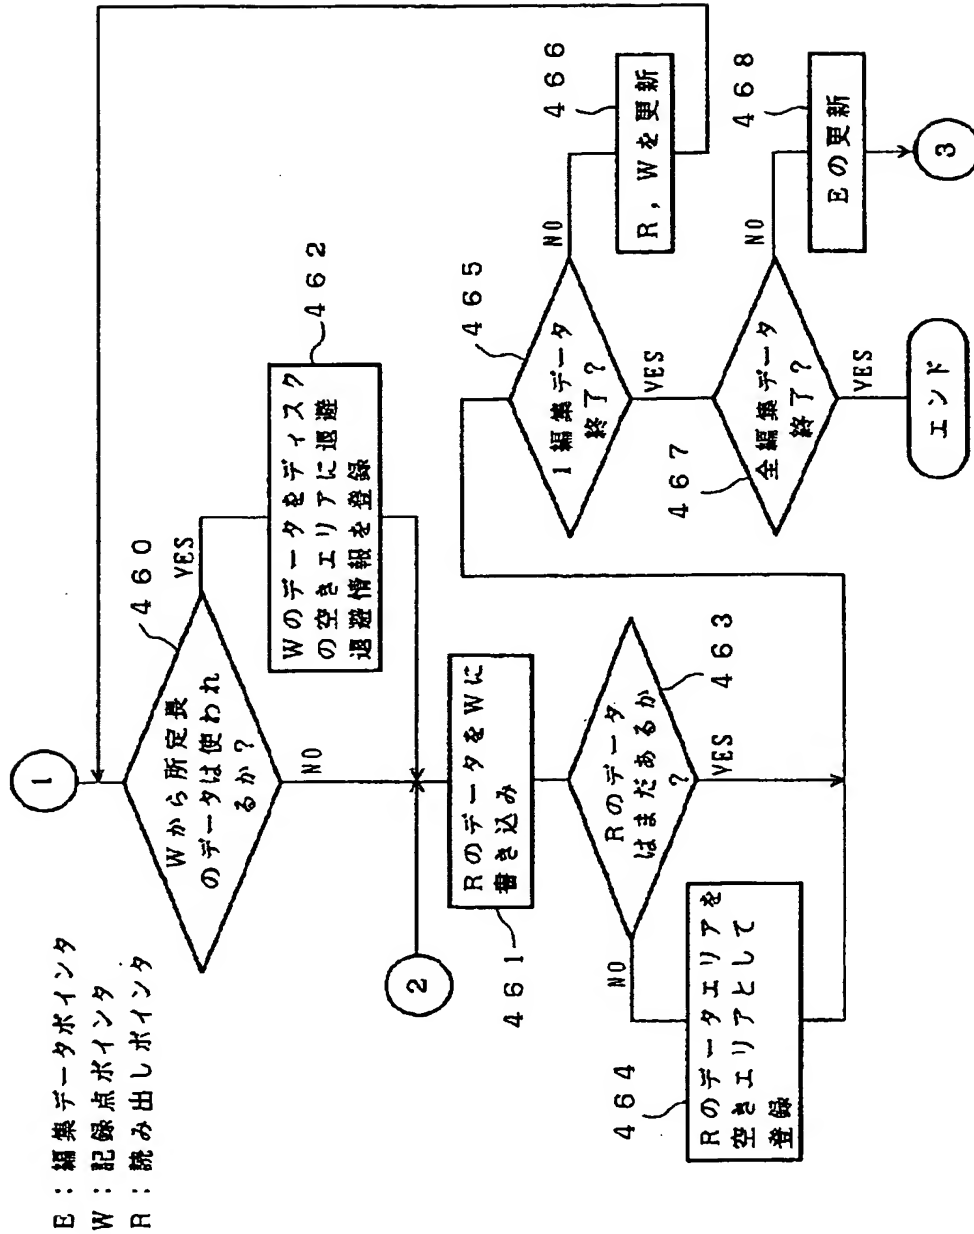 E：編集データポインタ
W：記録点ポインタ
R：読み出しポインタ
1
460
Wから所定長
のデータは使われ
るか？
YES
NO
462
Wのデータをディスク
の空きエリアに退避
退避情報を登録
2
461
RのデータをWに
書き込み
463
Rのデータ
はまだあるか
？
NO
YES
464
Rのデータエリアを
空きエリアとして
登録
465
1編集データ
終了？
NO
YES
466
R，Wを更新
467
全編集データ
終了？
NO
YES
468
Eの更新
3
エンド